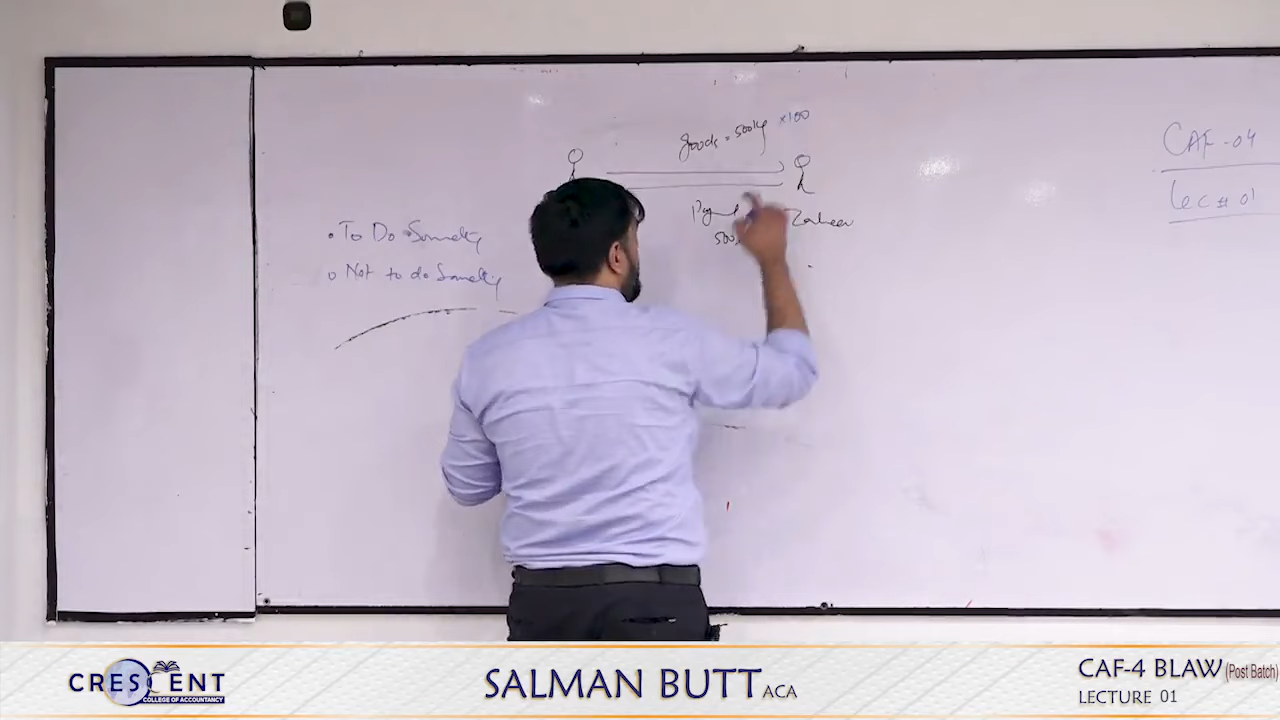 goods = 500kg ×100
CAF-04
Lec # 01
• To Do Something
Zaheer
500
• Not to do Something
CRESCENT
COLLEGE OF ACCOUNTANCY
SALMAN BUTT ACA
CAF-4 BLAW (Post Batch)
LECTURE 01